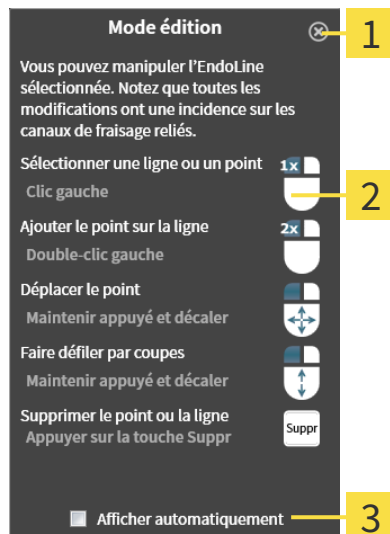 Mode édition
1
Vous pouvez manipuler l'EndoLine
sélectionnée. Notez que toutes les
modifications ont une incidence sur les
canaux de fraisage reliés.
Sélectionner une ligne ou un point
1x
Clic gauche
2
Ajouter le point sur la ligne
2x
Double-clic gauche
Déplacer le point
Maintenir appuyé et décaler
Faire défiler par coupes
Maintenir appuyé et décaler
Supprimer le point ou la ligne
Appuyer sur la touche Suppr
Suppr
Afficher automatiquement
3